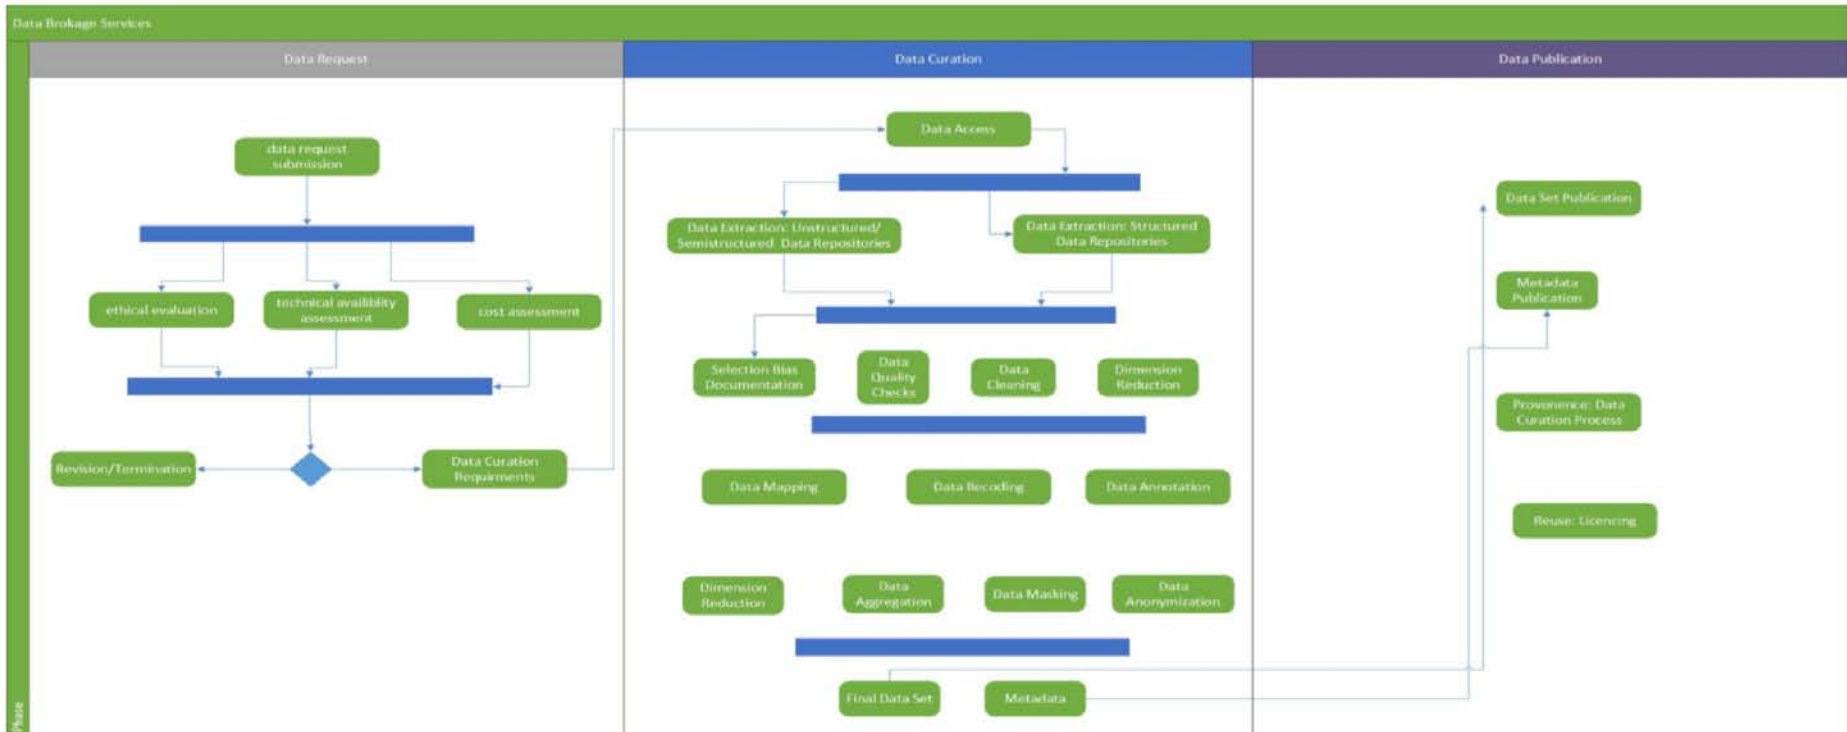 Data Brokage Services
Data Request
Data Curation
Data Publication
data request
submission
ethical evaluation
technical availiblity
assessment
cost assessment
Revision/Termination
Data Curation
Requirments
Data Access
Data Extraction: Unstructured/
Semistructured Data Repositories
Data Extraction: Structured
Data Repositories
Selection Bias
Documentation
Data
Quality
Checks
Data
Cleaning
Dimension
Reduction
Data Mapping
Data Recoding
Data Annotation
Dimension
Reduction
Data
Aggregation
Data Masking
Data
Anonymization
Final Data Set
Metadata
Data Set Publication
Metadata
Publication
Provonence: Data
Curation Process
Reuse: Licencing
Phase